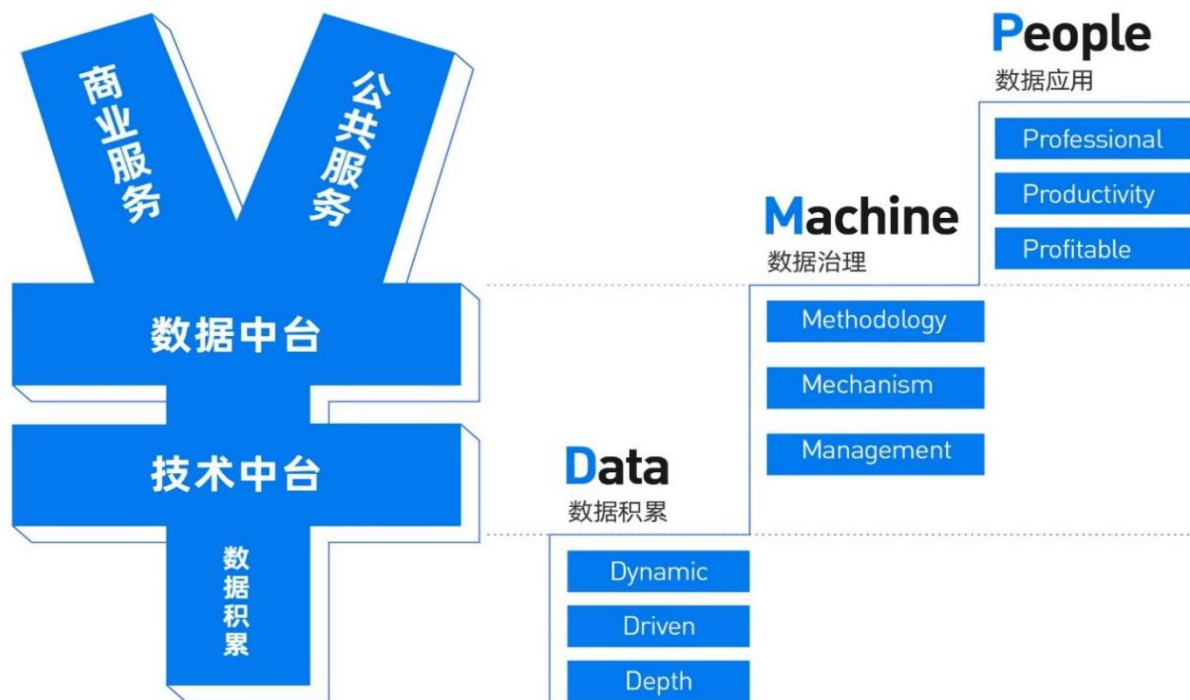 商业服务
公共服务
数据中台
技术中台
数据积累
People
数据应用
Professional
Productivity
Profitable
Machine
数据治理
Methodology
Mechanism
Management
Data
数据积累
Dynamic
Driven
Depth